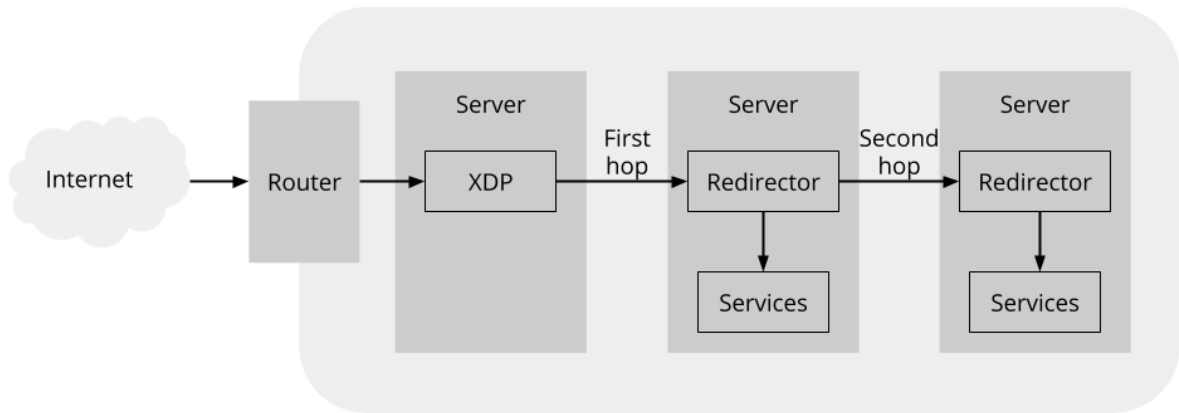 Internet
Router
Server
XDP
First
hop
Server
Redirector
Services
Second
hop
Server
Redirector
Services